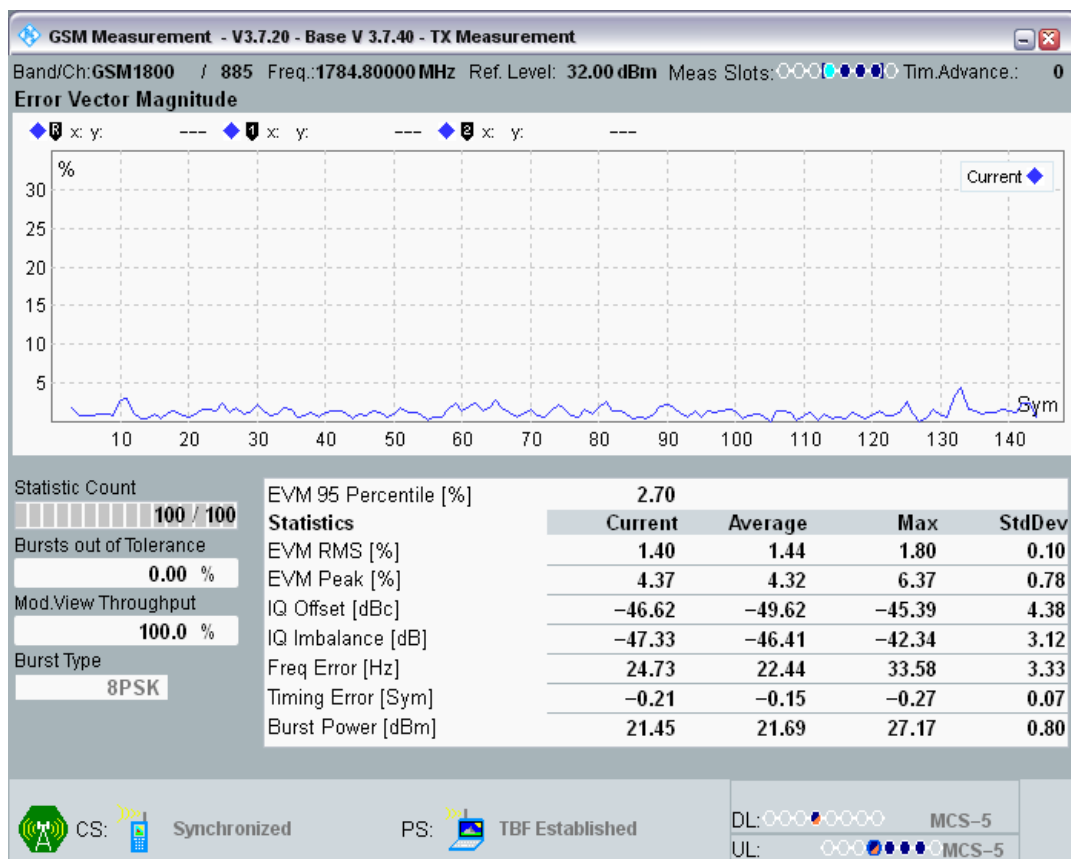 GSM Measurement - V3.7.20 - Base V 3.7.40 - TX Measurement
Band/Ch:GSM1800 / 885 Freq.:1784.80000 MHz Ref. Level: 32.00 dBm Meas Slots: Tim.Advance.: 0
Error Vector Magnitude
R x: y: --- 1 x: y: --- 2 x: y: ---
%
Current
30
25
20
15
10
5
Sym
10 20 30 40 50 60 70 80 90 100 110 120 130 140
Statistic Count
100 / 100
Bursts out of Tolerance
0.00 %
Mod.View Throughput
100.0 %
Burst Type
8PSK
EVM 95 Percentile [%] 2.70
Statistics Current Average Max StdDev
EVM RMS [%] 1.40 1.44 1.80 0.10
EVM Peak [%] 4.37 4.32 6.37 0.78
IQ Offset [dBc] −46.62 −49.62 −45.39 4.38
IQ Imbalance [dB] −47.33 −46.41 −42.34 3.12
Freq Error [Hz] 24.73 22.44 33.58 3.33
Timing Error [Sym] −0.21 −0.15 −0.27 0.07
Burst Power [dBm] 21.45 21.69 27.17 0.80
CS: Synchronized PS: TBF Established
DL: MCS−5
UL: MCS−5